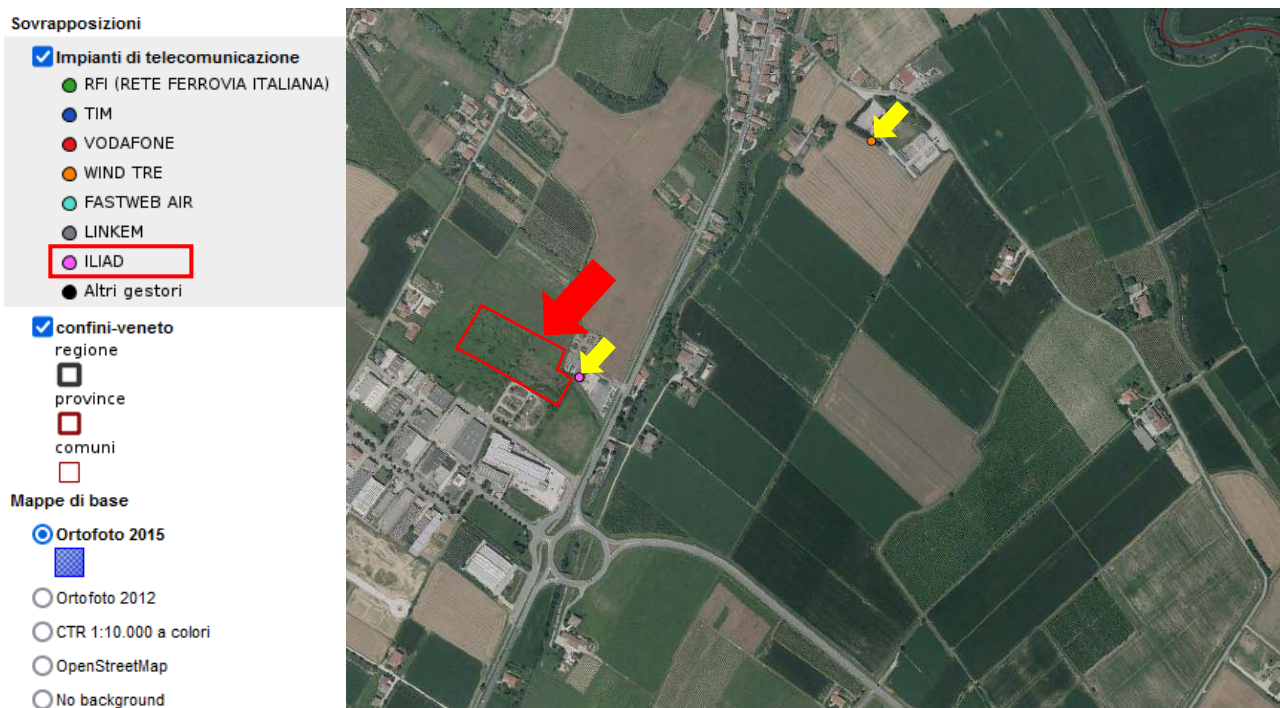 Sovrapposizioni
Impianti di telecomunicazione
RFI (RETE FERROVIA ITALIANA)
TIM
VODAFONE
WIND TRE
FASTWEB AIR
LINKEM
ILIAD
Altri gestori
confini-veneto
regione
province
comuni
Mappe di base
Ortofoto 2015
Ortofoto 2012
CTR 1:10.000 a colori
OpenStreetMap
No background